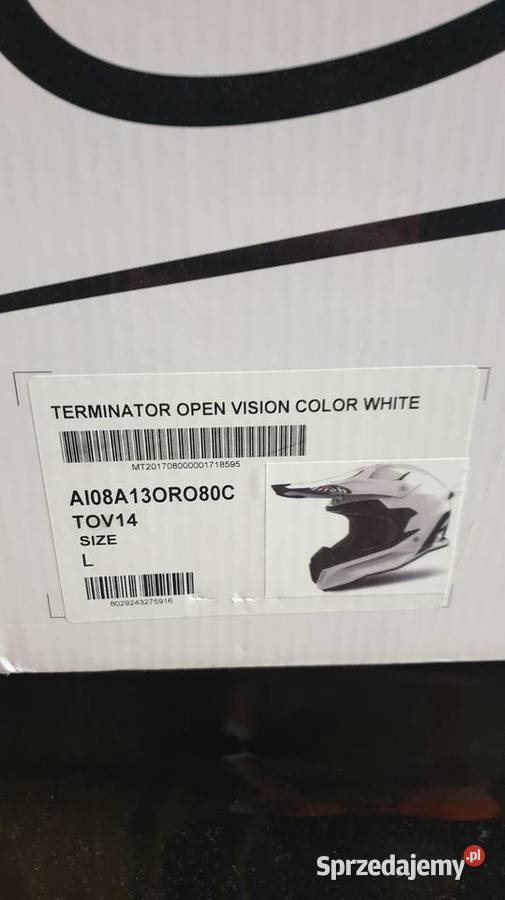 TERMINATOR OPEN VISION COLOR WHITE
MT201708000001718595
AI08A13ORO80C
TOV14
SIZE
L
8029243275916
Sprzedajemy.pl